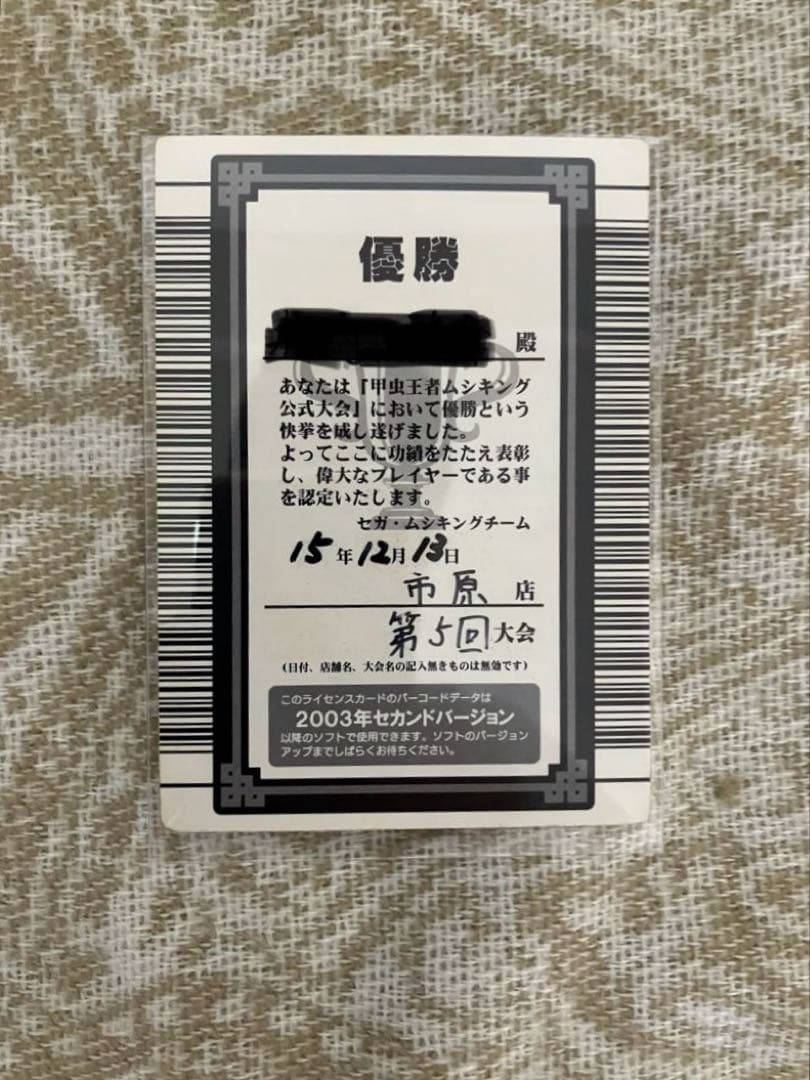 優勝
殿
あなたは「甲虫王者ムシキング
公式大会」において優勝という
快挙を成し遂げました。
よってここに功績をたたえ表彰
し、偉大なプレイヤーである事
を認定いたします。
セガ・ムシキングチーム
15年12月13日
市原 店
第5回大会
(日付、店舗名、大会名の記入無きものは無効です)
このライセンスカードのバーコードデータは
2003年セカンドバージョン
以降のソフトで使用できます。ソフトのバージョン
アップまでしばらくお待ちください。